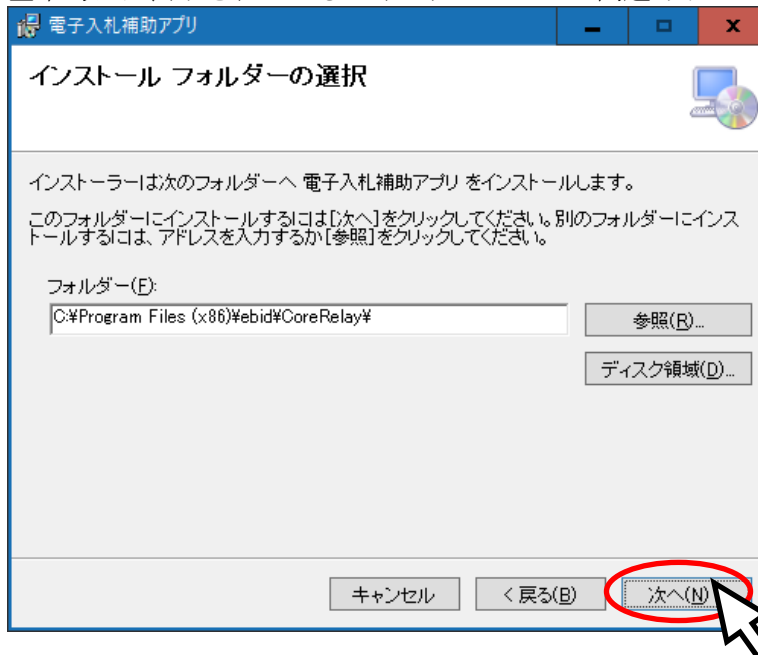 電子入札補助アプリ
インストール フォルダーの選択
インストーラーは次のフォルダーへ 電子入札補助アプリ をインストールします。
このフォルダーにインストールするには[次へ]をクリックしてください。別のフォルダーにインス
トールするには、アドレスを入力するか[参照]をクリックしてください。
フォルダー(F):
C:¥Program Files (x86)¥ebid¥CoreRelay¥
参照(R)...
ディスク領域(D)...
キャンセル
< 戻る(B)
次へ(N)